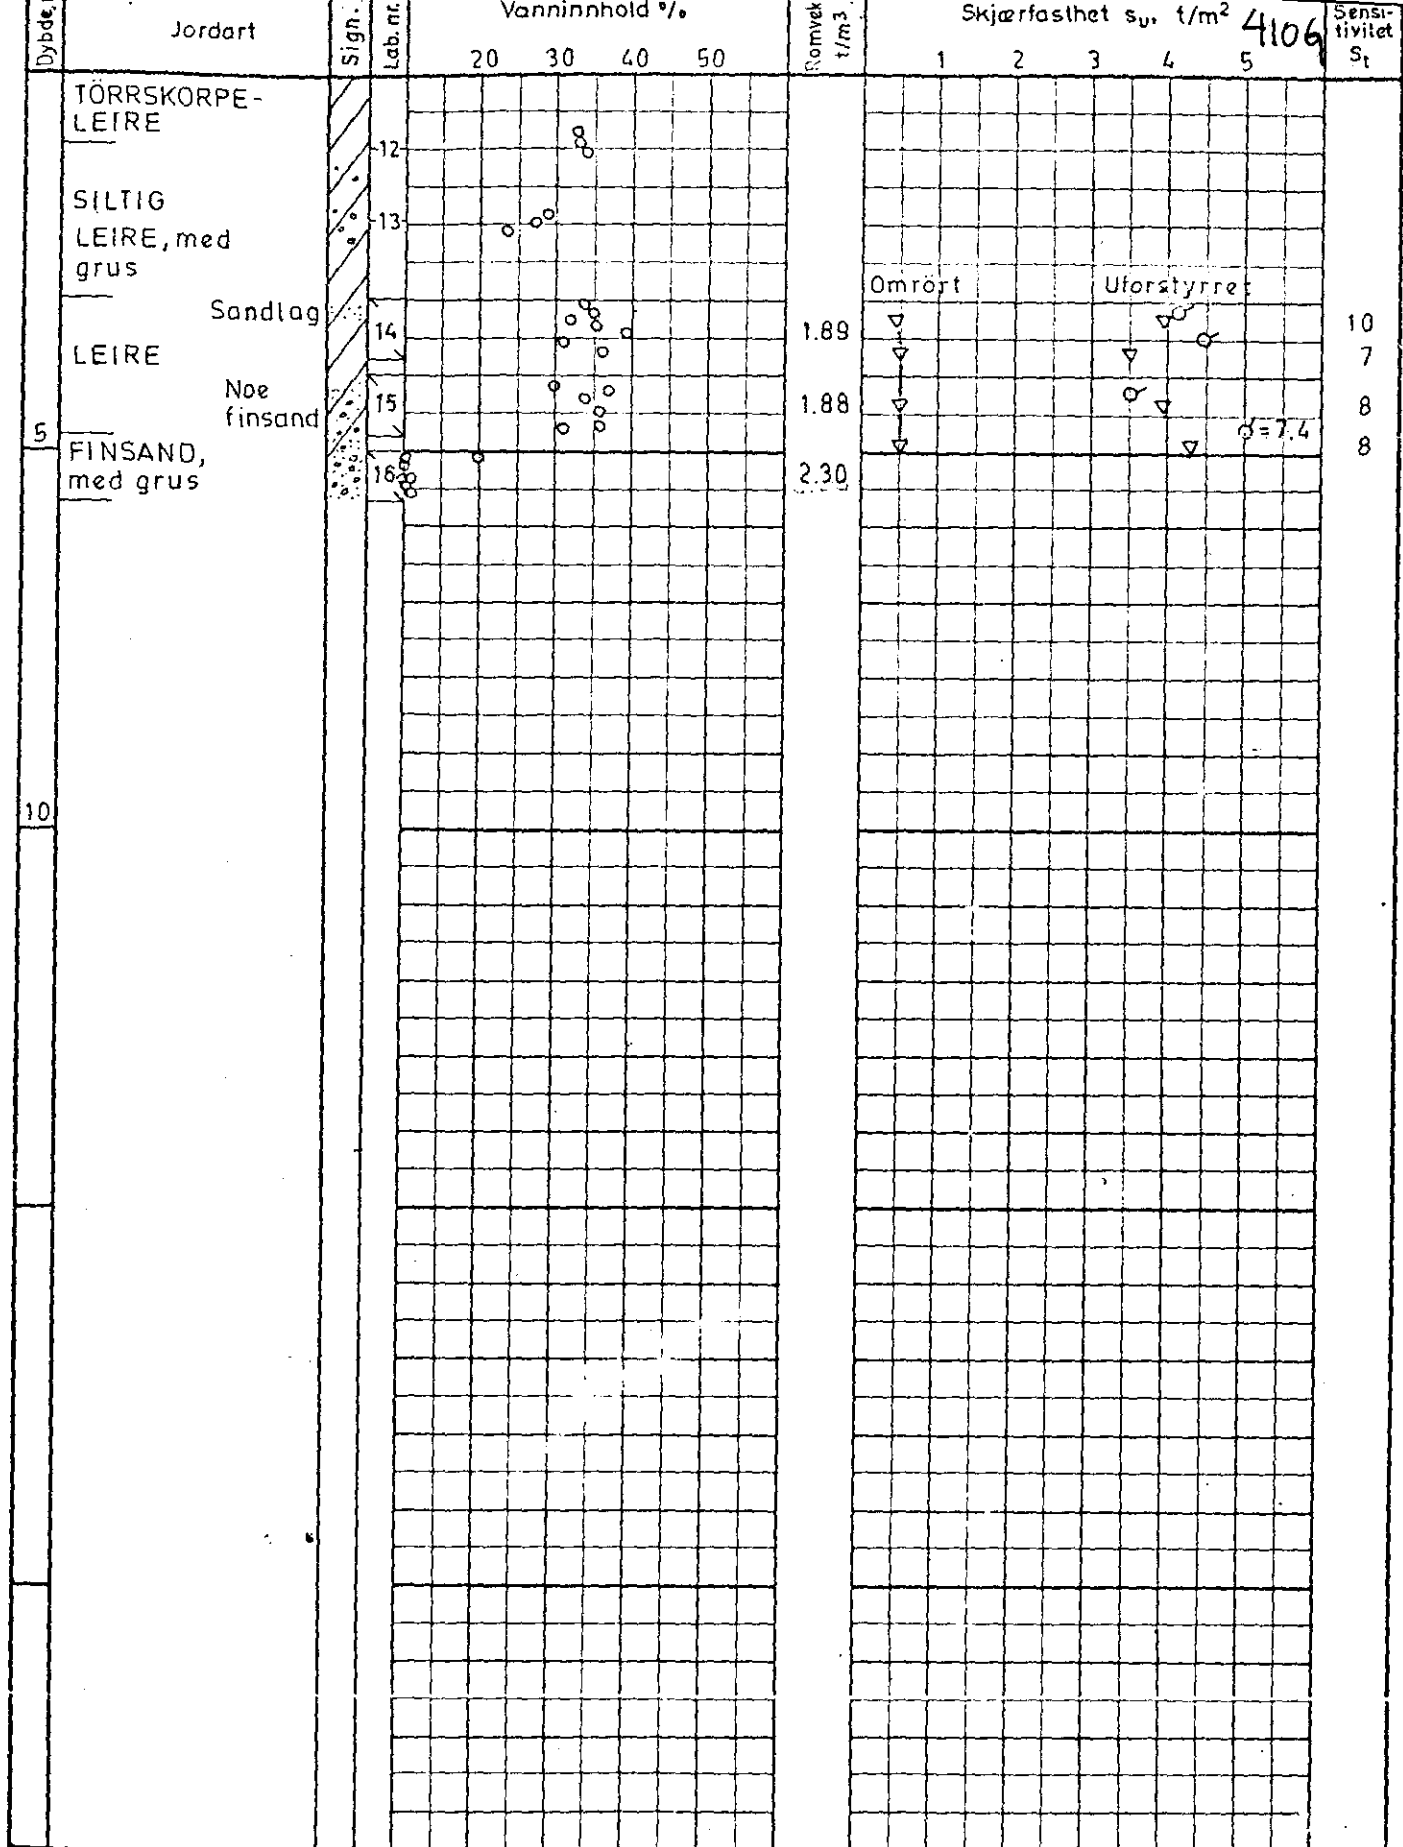 Dybde,
Jordart
Sign.
Lab. nr.
Vanninnhold %
20 30 40 50
Romvek
t/m³
Skjærfasthet su, t/m²
4106
1 2 3 4 5
Sensi-
tivitet
St
TÖRRSKORPE-
LEIRE
12
SILTIG
LEIRE, med
grus
13
Omrört
Uforstyrret
Sandlag
14
1.89
10
LEIRE
7
Noe
finsand
15
1.88
8
5
=7.4
8
FINSAND,
med grus
16
2.30
10